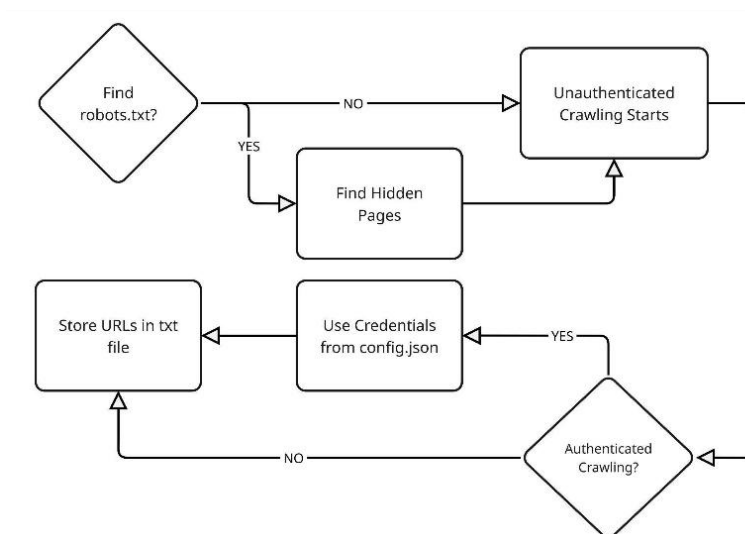 Find
robots.txt?
NO
Unauthenticated
Crawling Starts
YES
Find Hidden
Pages
Store URLs in txt
file
Use Credentials
from config.json
YES
Authenticated
Crawling?
NO